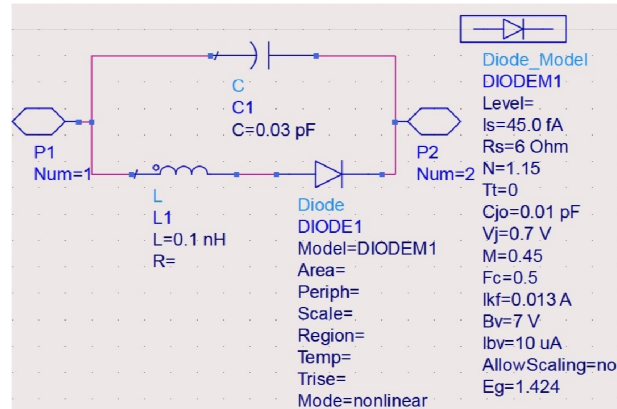 C
C1
C=0.03 pF
P1
Num=1
P2
Num=2
L
L1
L=0.1 nH
R=
Diode
DIODE1
Model=DIODEM1
Area=
Periph=
Scale=
Region=
Temp=
Trise=
Mode=nonlinear
Diode_Model
DIODEM1
Level=
Is=45.0 fA
Rs=6 Ohm
N=1.15
Tt=0
Cjo=0.01 pF
Vj=0.7 V
M=0.45
Fc=0.5
Ikf=0.013 A
Bv=7 V
Ibv=10 uA
AllowScaling=no
Eg=1.424